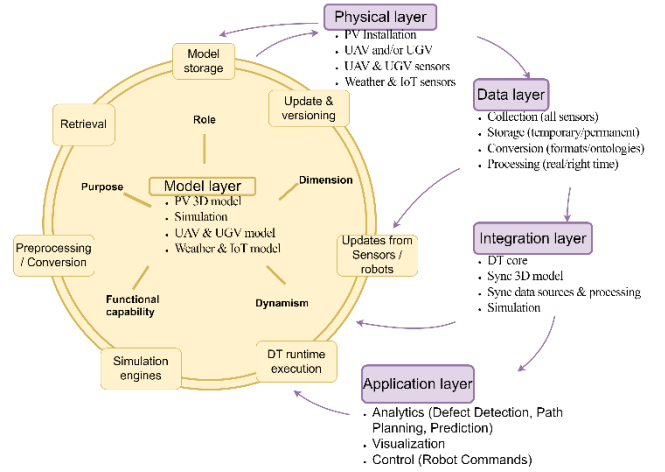 Physical layer
• PV Installation
• UAV and/or UGV
• UAV & UGV sensors
• Weather & IoT sensors
Data layer
• Collection (all sensors)
• Storage (temporary/permanent)
• Conversion (formats/ontologies)
• Processing (real/right time)
Integration layer
• DT core
• Sync 3D model
• Sync data sources & processing
• Simulation
Application layer
• Analytics (Defect Detection, Path
Planning, Prediction)
• Visualization
• Control (Robot Commands)
Model
storage
Update &
versioning
Updates from
Sensors /
robots
DT runtime
execution
Simulation
engines
Preprocessing
/ Conversion
Retrieval
Role
Dimension
Dynamism
Functional
capability
Purpose
Model layer
• PV 3D model
• Simulation
• UAV & UGV model
• Weather & IoT model